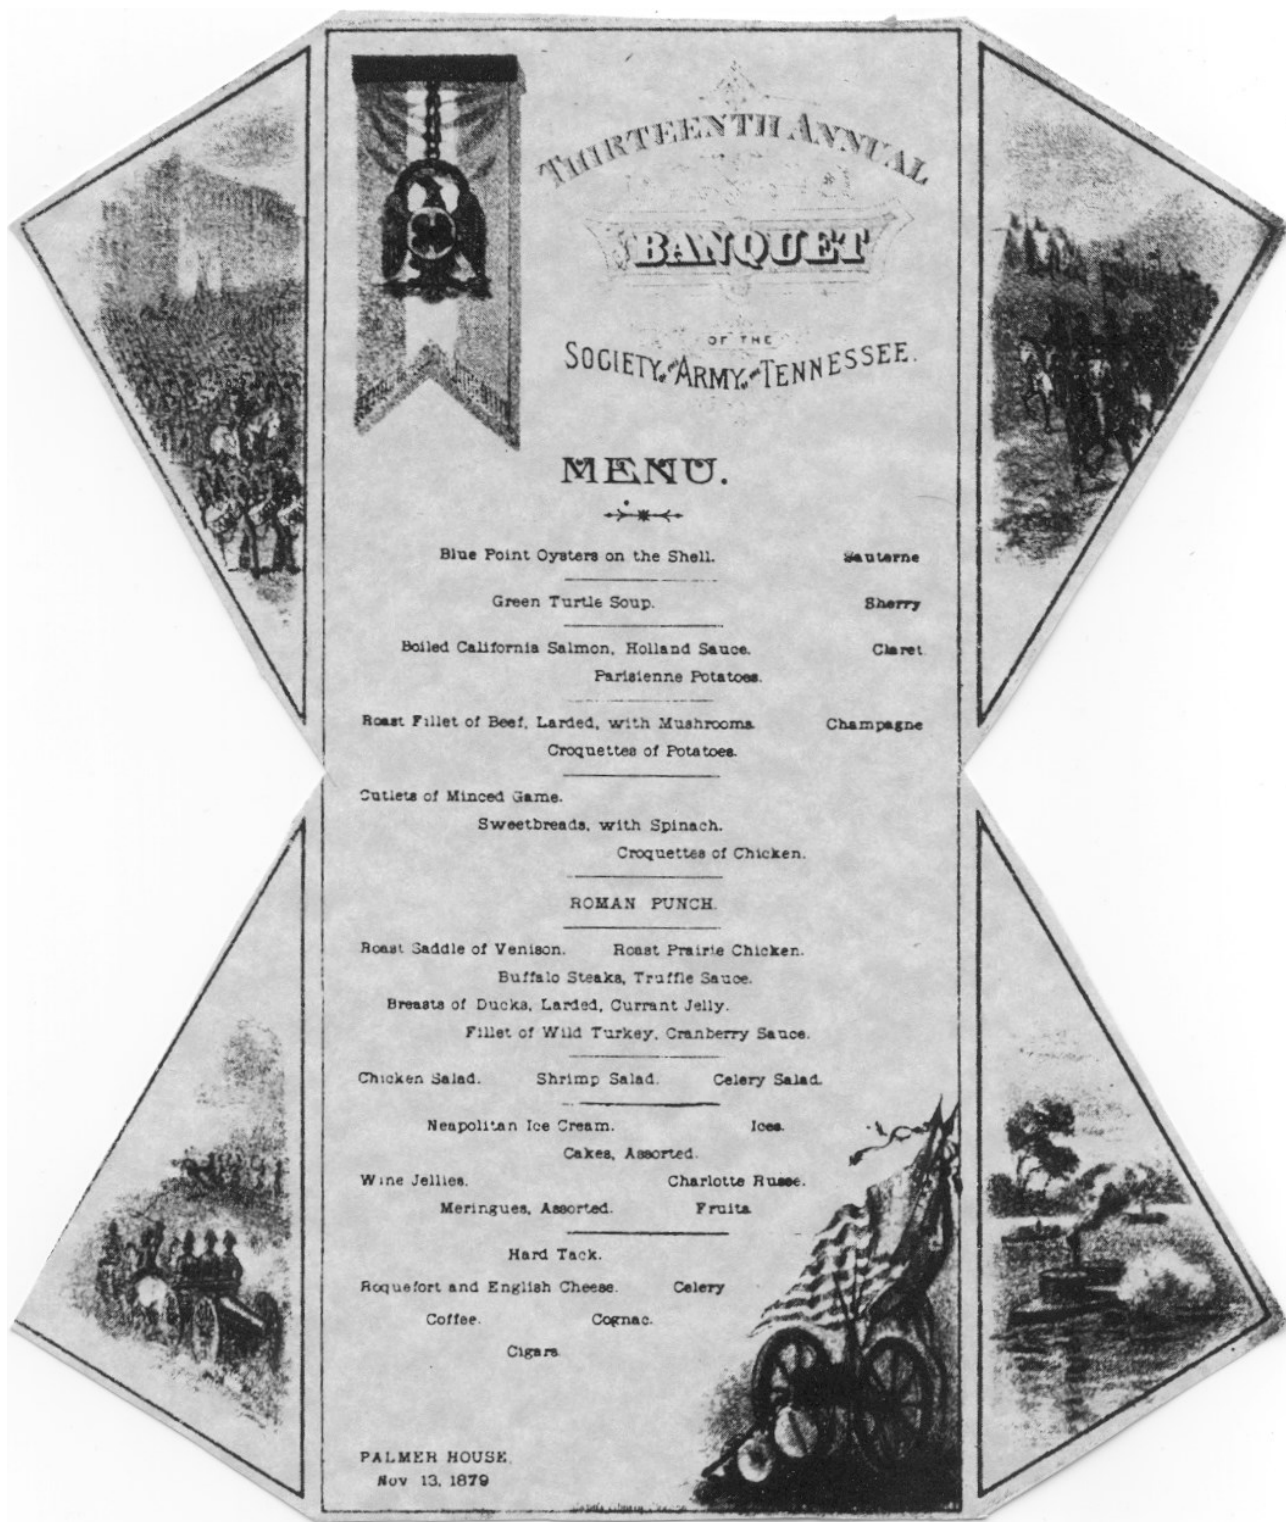 THIRTEENTH ANNUAL
BANQUET
OF THE
SOCIETY OF THE ARMY OF THE TENNESSEE.
MENU.
Blue Point Oysters on the Shell. Sauterne
Green Turtle Soup. Sherry
Boiled California Salmon, Holland Sauce. Claret
Parisienne Potatoes.
Roast Fillet of Beef, Larded, with Mushrooms Champagne
Croquettes of Potatoes.
Cutlets of Minced Game.
Sweetbreads, with Spinach.
Croquettes of Chicken.
ROMAN PUNCH.
Roast Saddle of Venison. Roast Prairie Chicken.
Buffalo Steaks, Truffle Sauce.
Breasts of Ducks, Larded, Currant Jelly.
Fillet of Wild Turkey, Cranberry Sauce.
Chicken Salad. Shrimp Salad. Celery Salad.
Neapolitan Ice Cream. Ices.
Cakes, Assorted.
Wine Jellies. Charlotte Russe.
Meringues, Assorted. Fruits
Hard Tack.
Roquefort and English Cheese. Celery
Coffee. Cognac.
Cigars
PALMER HOUSE,
Nov 13, 1879